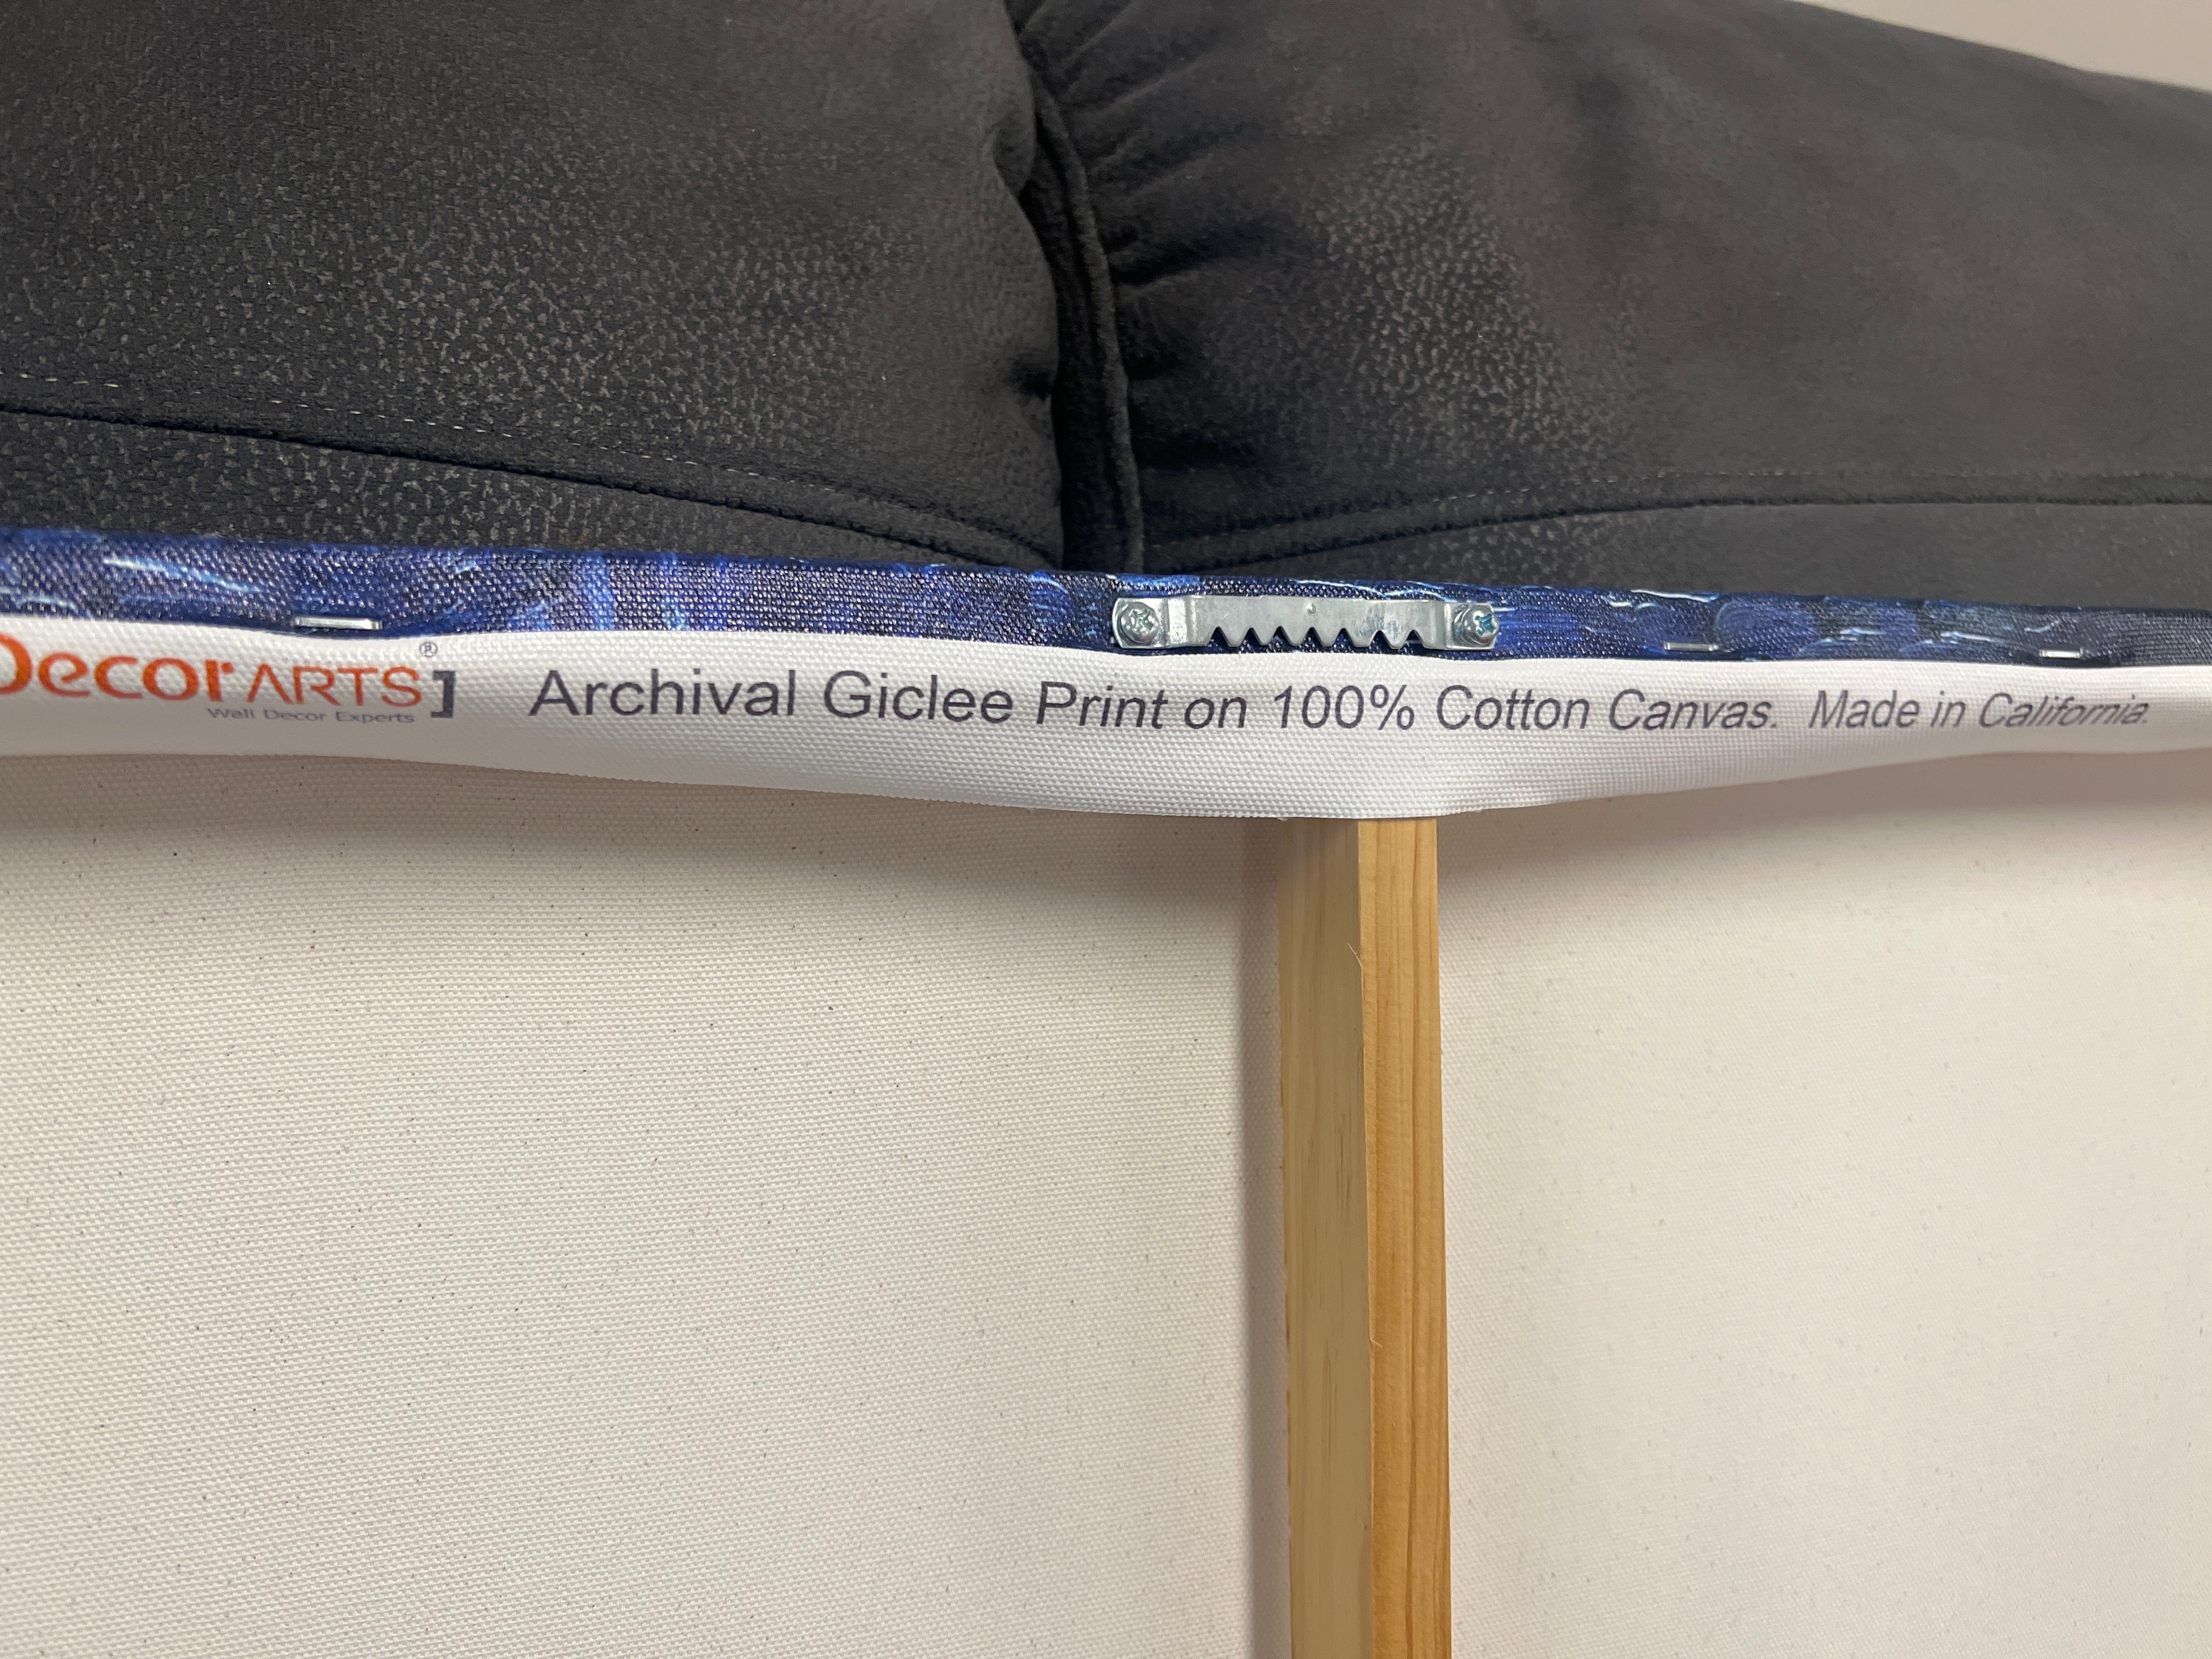 DecorARTS® ] Archival Giclee Print on 100% Cotton Canvas. Made in California.
Wall Decor Experts